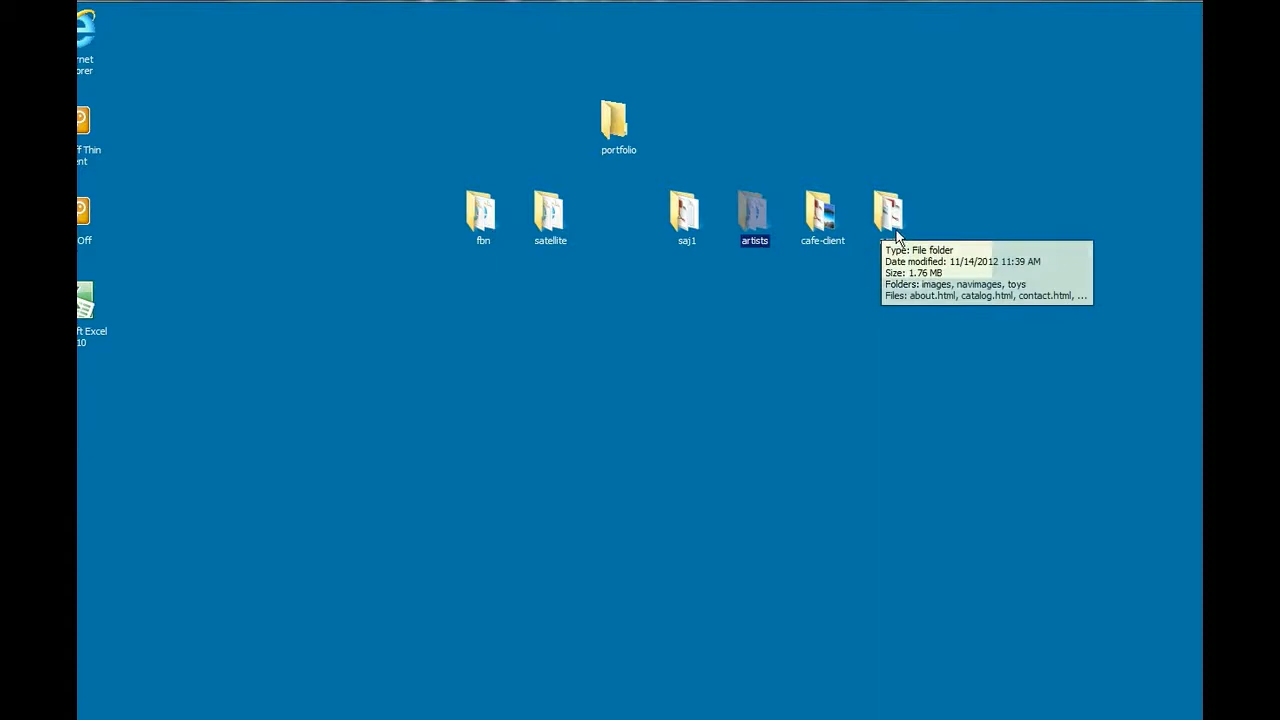 rnet
orer
portfolio
ff Thin
ent
fbn
satellite
saj1
artists
cafe-client
Off
Type: File folder
Date modified: 11/14/2012 11:39 AM
Size: 1.76 MB
Folders: images, navimages, toys
Files: about.html, catalog.html, contact.html, ...
ft Excel
10